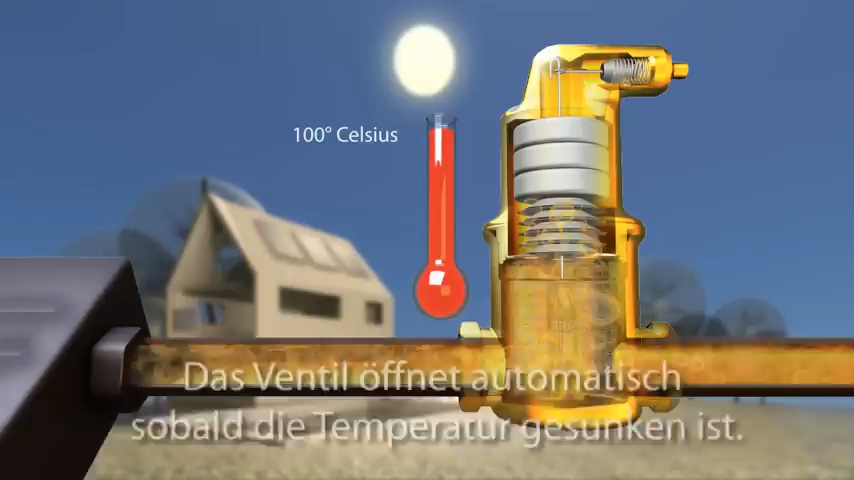 100° Celsius
Das Ventil öffnet automatisch
sobald die Temperatur gesunken ist.